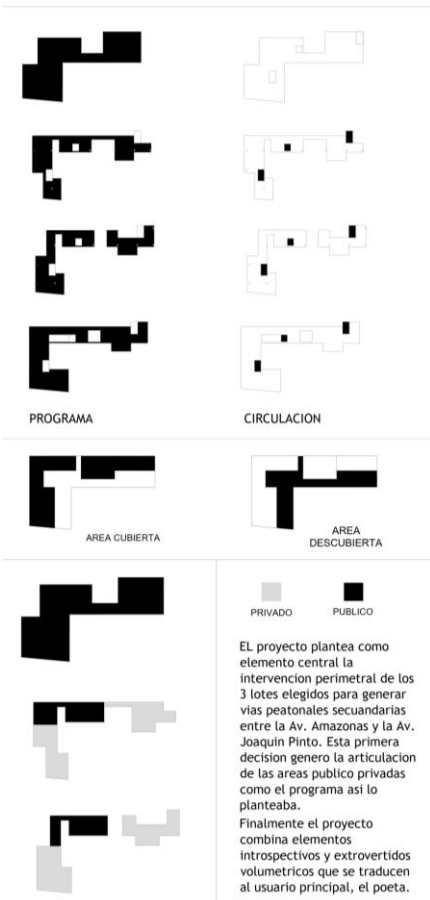 PROGRAMA
CIRCULACION
AREA CUBIERTA
AREA
DESCUBIERTA
PRIVADO
PUBLICO
EL proyecto plantea como
elemento central la
intervencion perimetral de los
3 lotes elegidos para generar
vias peatonales secuandarias
entre la Av. Amazonas y la Av.
Joaquin Pinto. Esta primera
decision genero la articulacion
de las areas publico privadas
como el programa asi lo
planteaba.
Finalmente el proyecto
combina elementos
introspectivos y extrovertidos
volumetricos que se traducen
al usuario principal, el poeta.